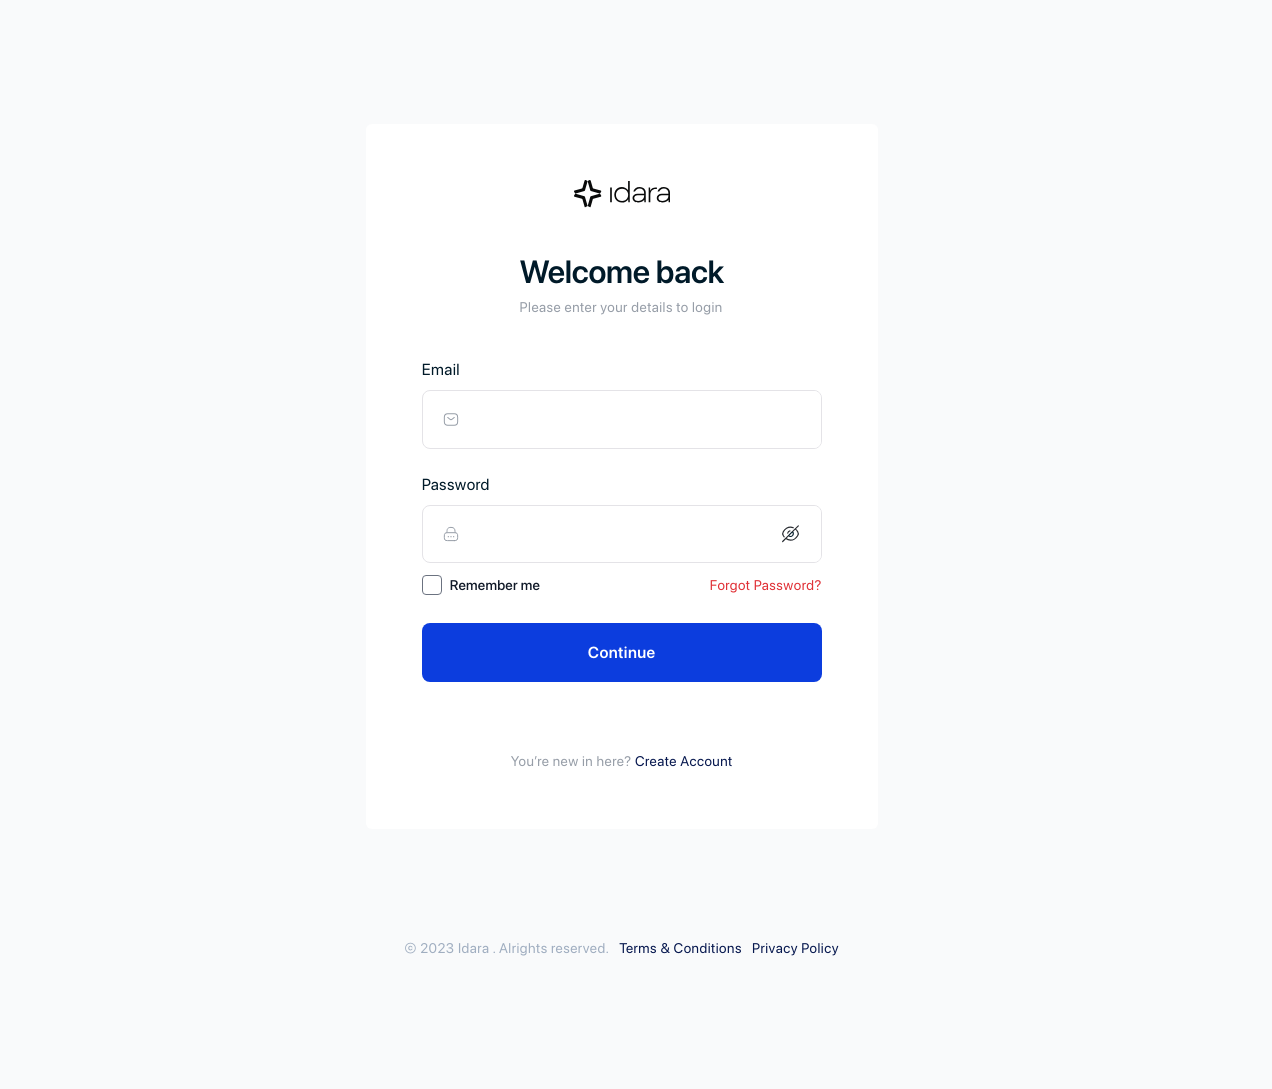 idara
Welcome back
Please enter your details to login
Email
Password
Remember me Forgot Password?
Continue
You’re new in here? Create Account
© 2023 Idara . Alrights reserved. Terms & Conditions Privacy Policy